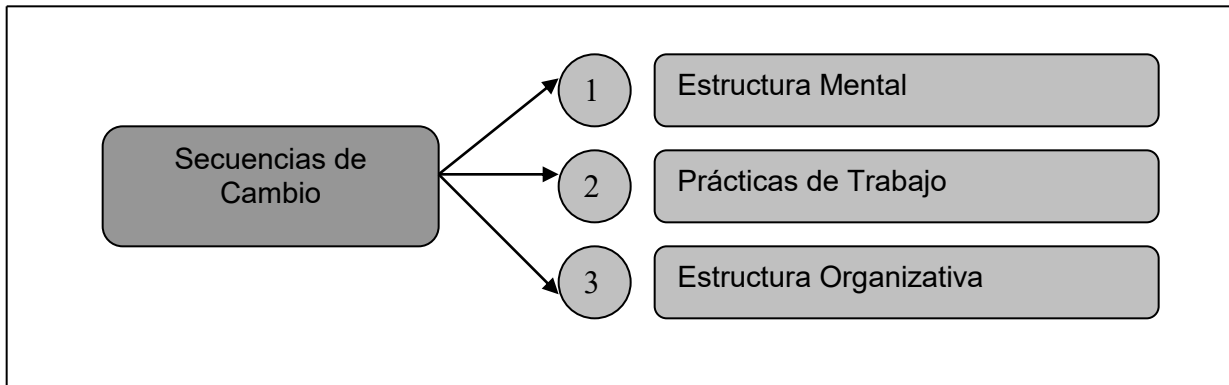 Secuencias de
Cambio
1
Estructura Mental
2
Prácticas de Trabajo
3
Estructura Organizativa